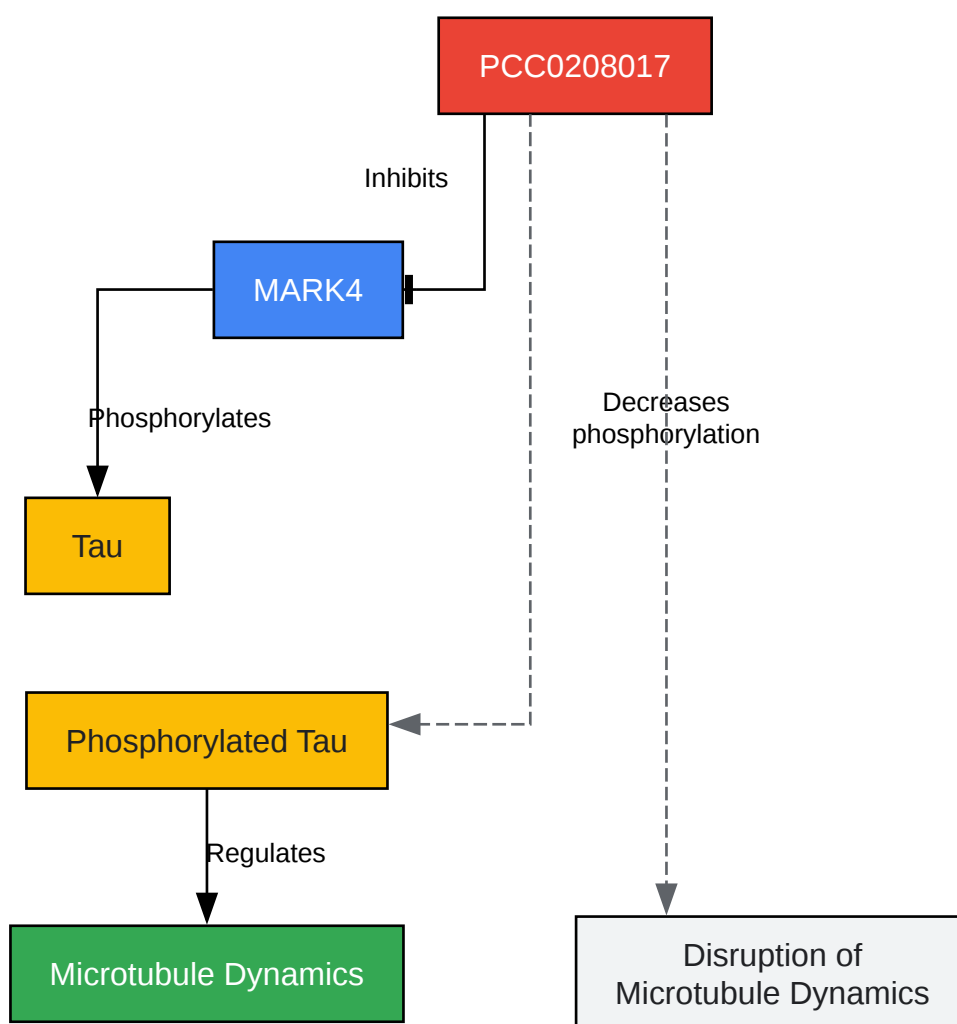 PCC0208017
Inhibits
MARK4
Decreases
phosphorylation
Phosphorylates
Tau
Phosphorylated Tau
Regulates
Microtubule Dynamics
Disruption of
Microtubule Dynamics